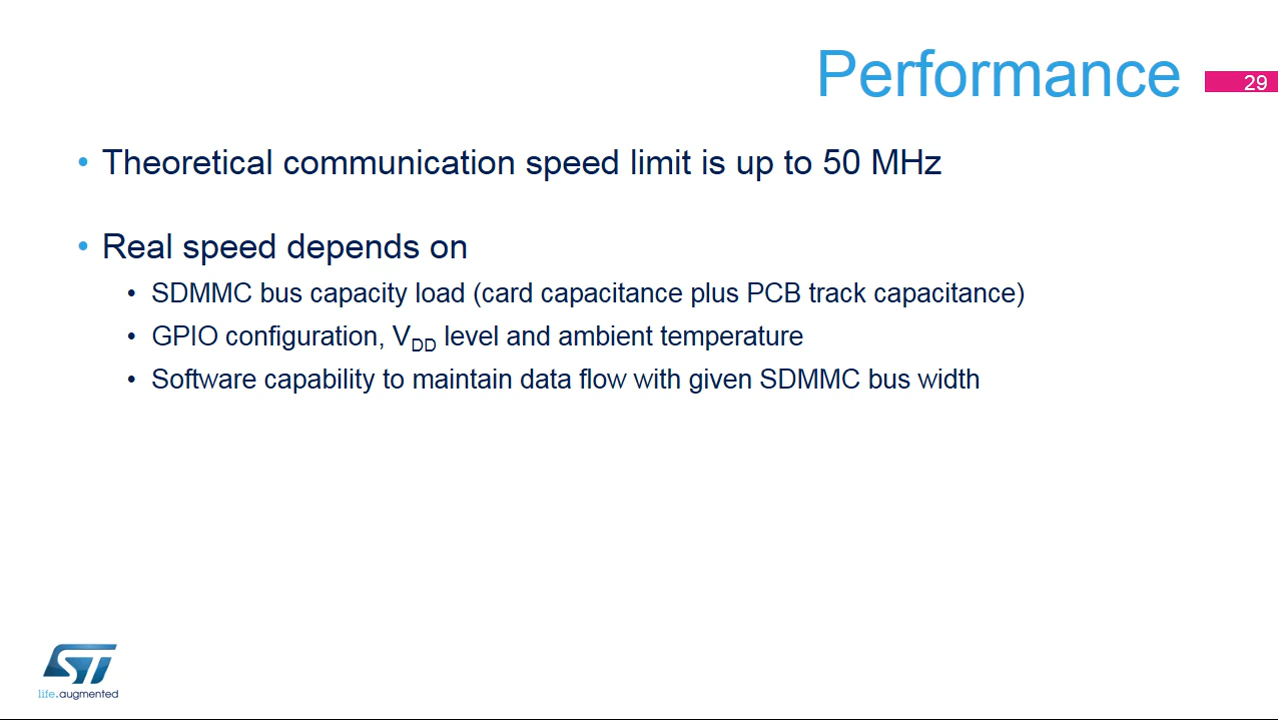 Performance
29
• Theoretical communication speed limit is up to 50 MHz
• Real speed depends on
• SDMMC bus capacity load (card capacitance plus PCB track capacitance)
• GPIO configuration, VDD level and ambient temperature
• Software capability to maintain data flow with given SDMMC bus width
ST
life.augmented